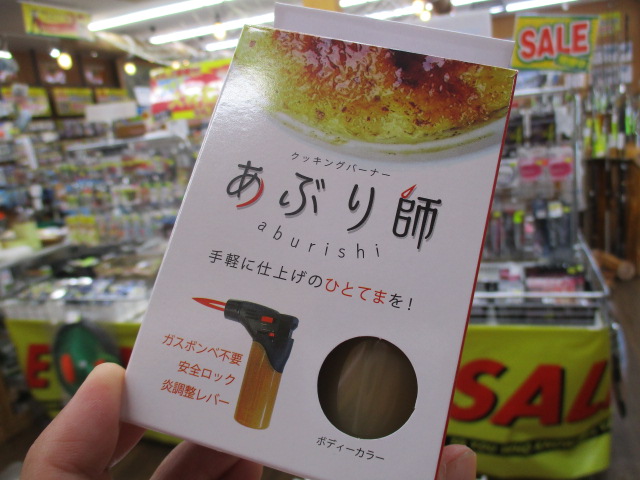 SALE
クッキングバーナー
あぶり師
aburishi
手軽に仕上げのひとてまを!
ガスボンベ不要
安全ロック
炎調整レバー
ボディーカラー
SAL